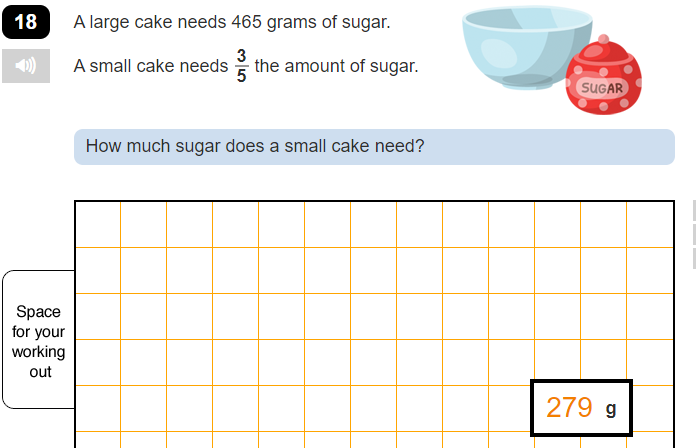 18
A large cake needs 465 grams of sugar.
A small cake needs 3/5 the amount of sugar.
SUGAR
How much sugar does a small cake need?
Space
for your
working
out
279 g